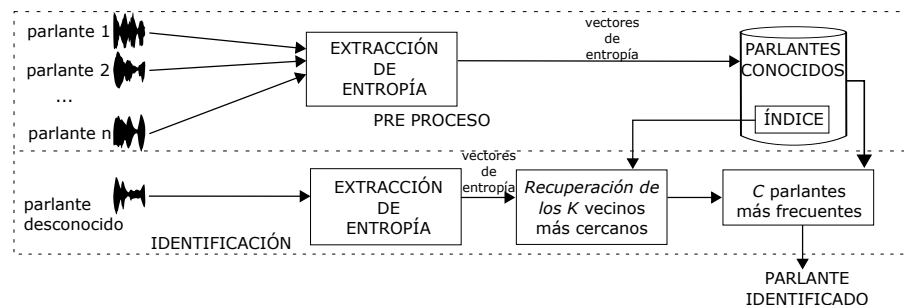 parlante 1
parlante 2
...
parlante n
EXTRACCIÓN
DE
ENTROPÍA
PRE PROCESO
vectores
de
entropía
PARLANTES
CONOCIDOS
ÍNDICE
parlante
desconocido
IDENTIFICACIÓN
EXTRACCIÓN
DE
ENTROPÍA
vectores
de
entropía
Recuperación de
los K vecinos
más cercanos
C parlantes
más frecuentes
PARLANTE
IDENTIFICADO